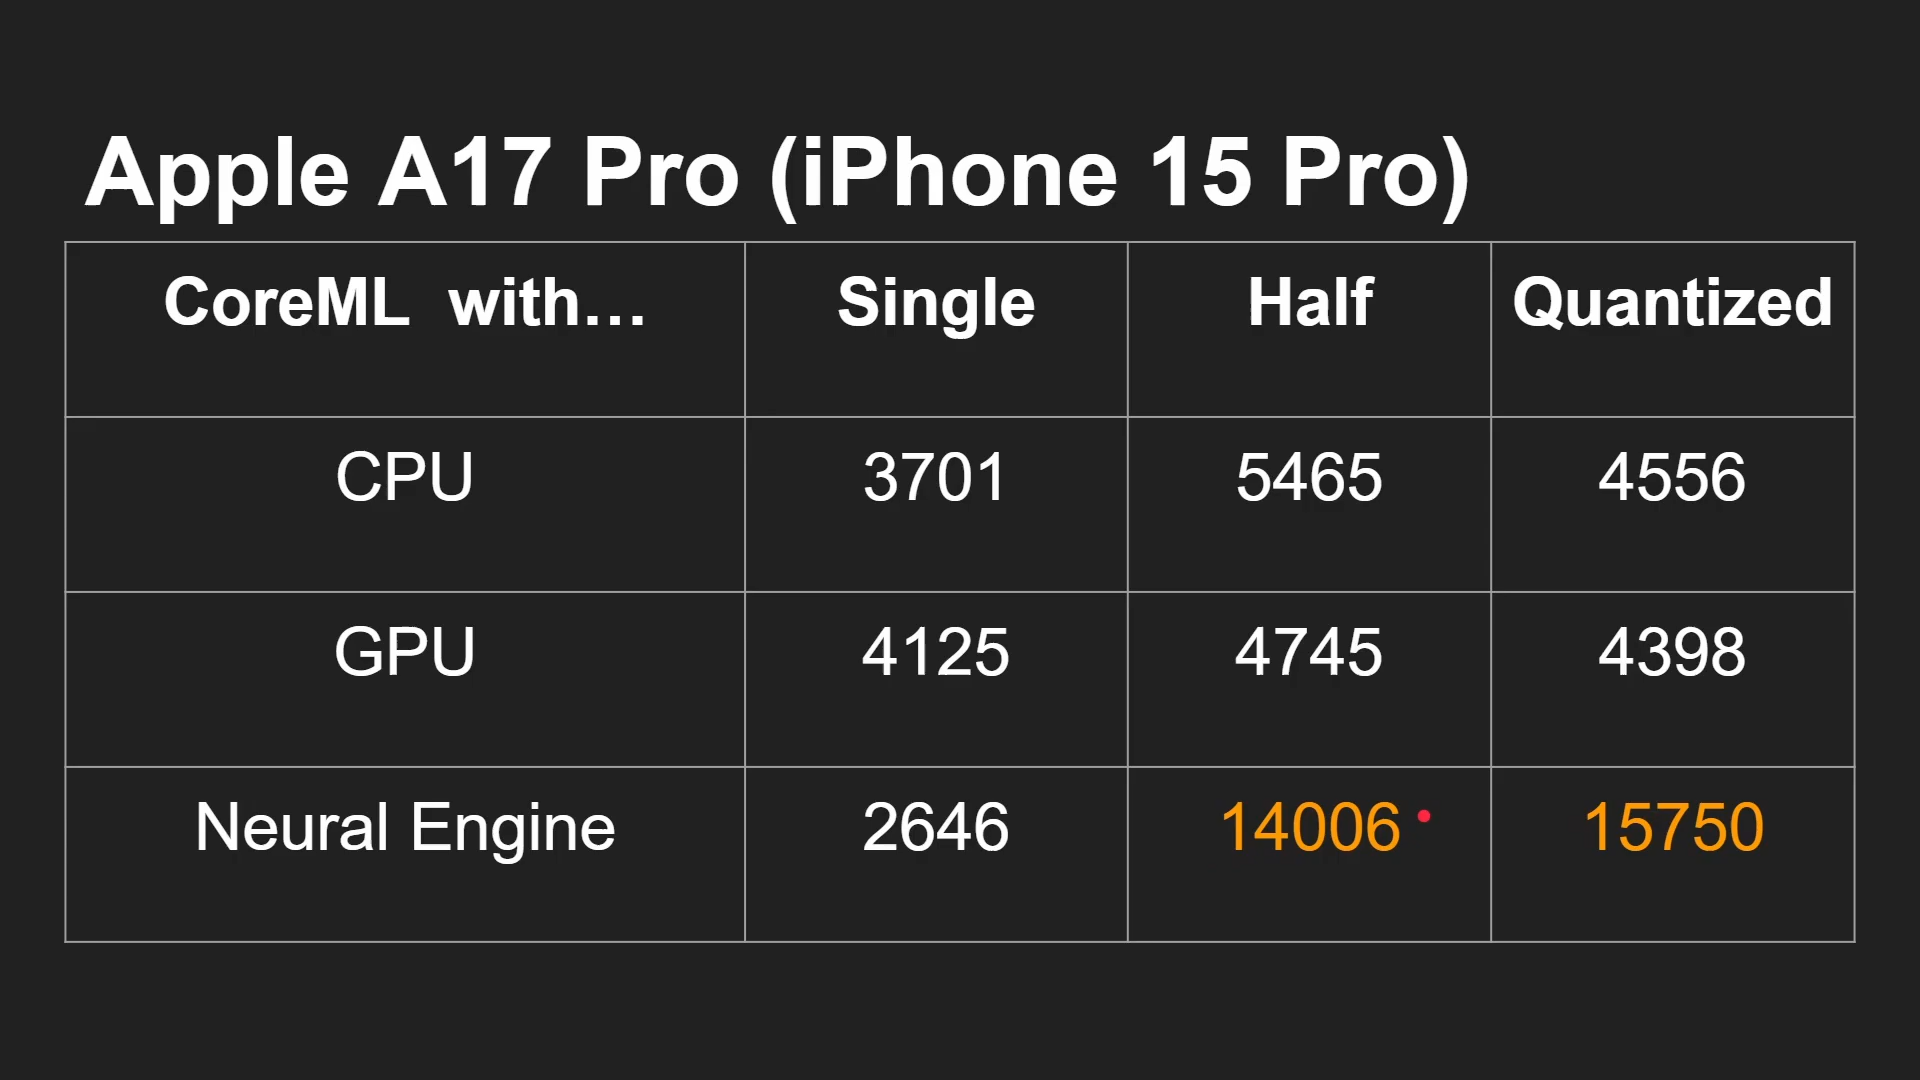 Apple A17 Pro (iPhone 15 Pro)
CoreML with... Single Half Quantized
CPU 3701 5465 4556
GPU 4125 4745 4398
Neural Engine 2646 14006 15750